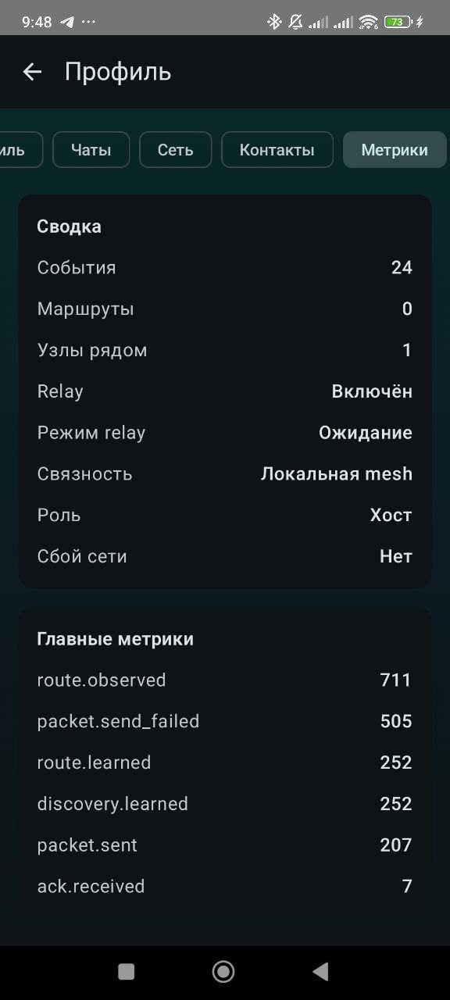 9:48
73
Профиль
иль
Чаты
Сеть
Контакты
Метрики
Сводка
События 24
Маршруты 0
Узлы рядом 1
Relay Включён
Режим relay Ожидание
Связность Локальная mesh
Роль Хост
Сбой сети Нет
Главные метрики
route.observed 711
packet.send_failed 505
route.learned 252
discovery.learned 252
packet.sent 207
ack.received 7